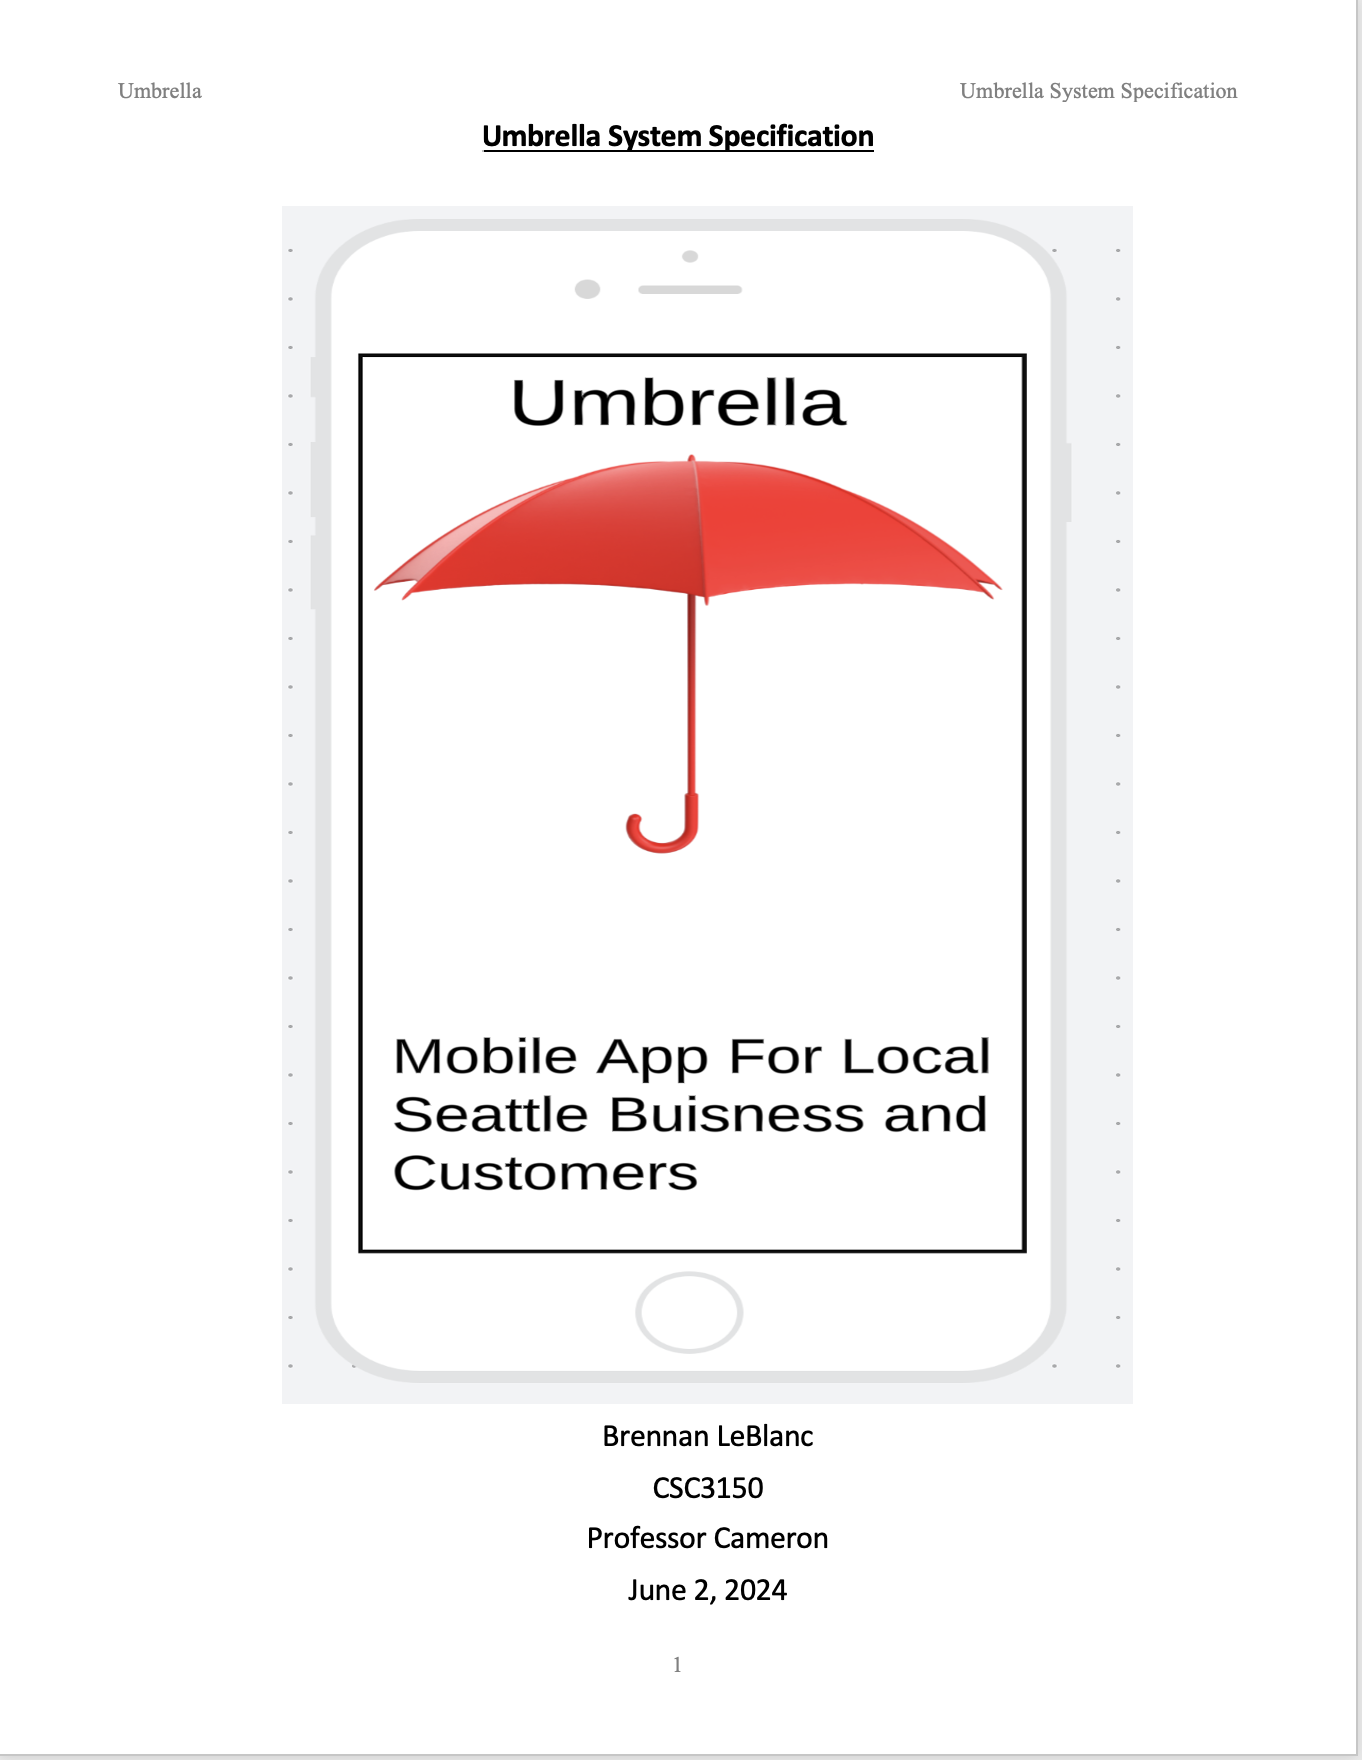 Umbrella
Umbrella System Specification
Umbrella System Specification
Umbrella
Mobile App For Local
Seattle Buisness and
Customers
Brennan LeBlanc
CSC3150
Professor Cameron
June 2, 2024
1